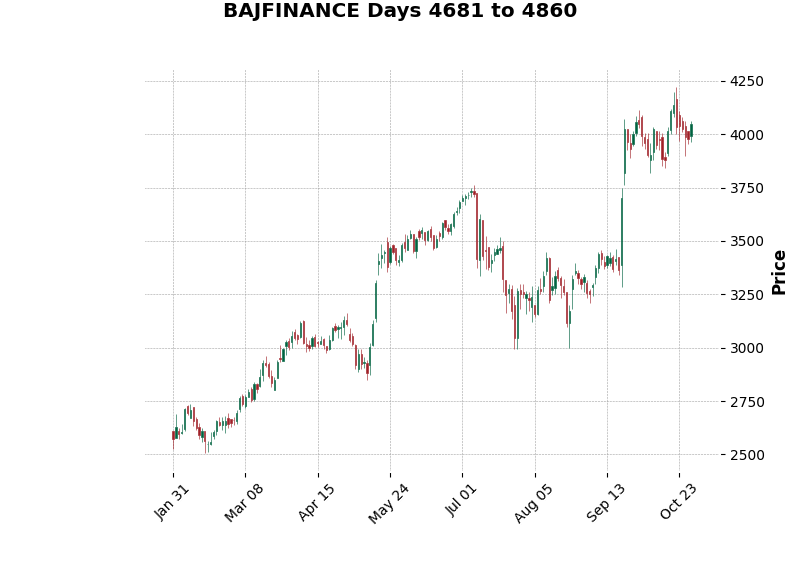 BAJFINANCE Days 4681 to 4860
4250
4000
3750
3500
3250
3000
2750
2500
Price
Jan 31
Mar 08
Apr 15
May 24
Jul 01
Aug 05
Sep 13
Oct 23